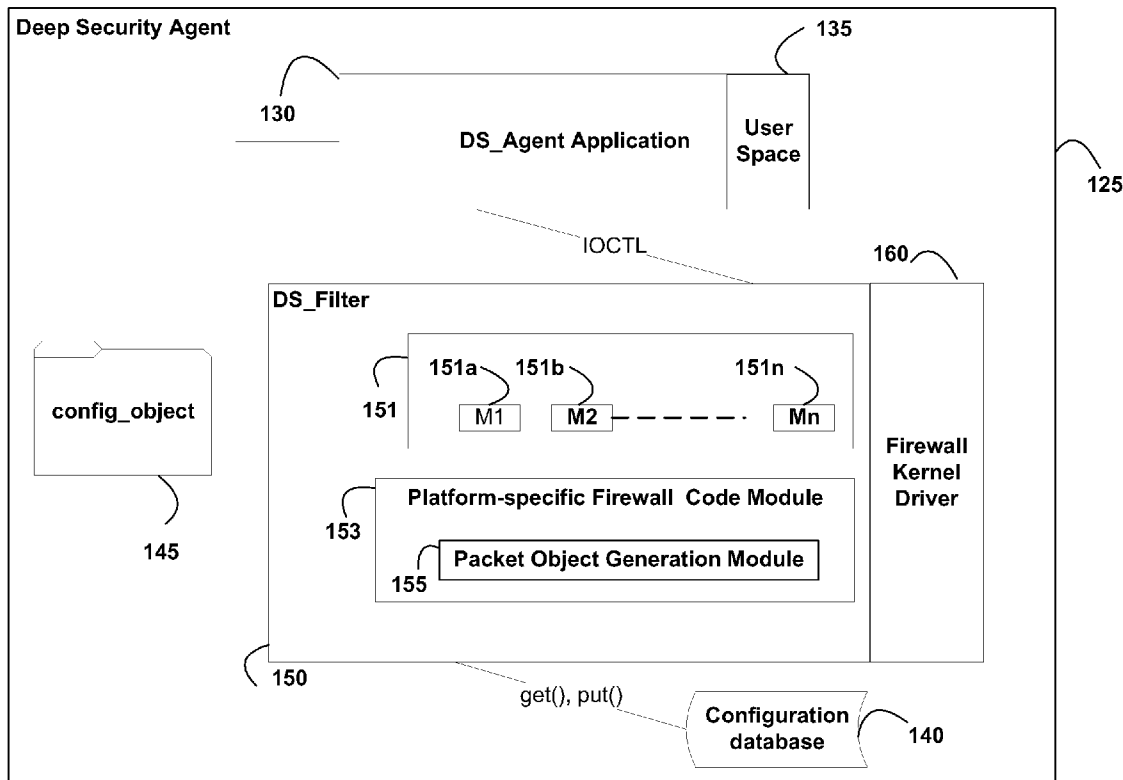 Deep Security Agent
135
130
DS_Agent Application
User
Space
125
IOCTL
160
DS_Filter
151a
151b
151n
151
M1
M2
Mn
config_object
Firewall
Kernel
Driver
Platform-specific Firewall Code Module
153
Packet Object Generation Module
155
145
150
get(), put()
Configuration
database
140